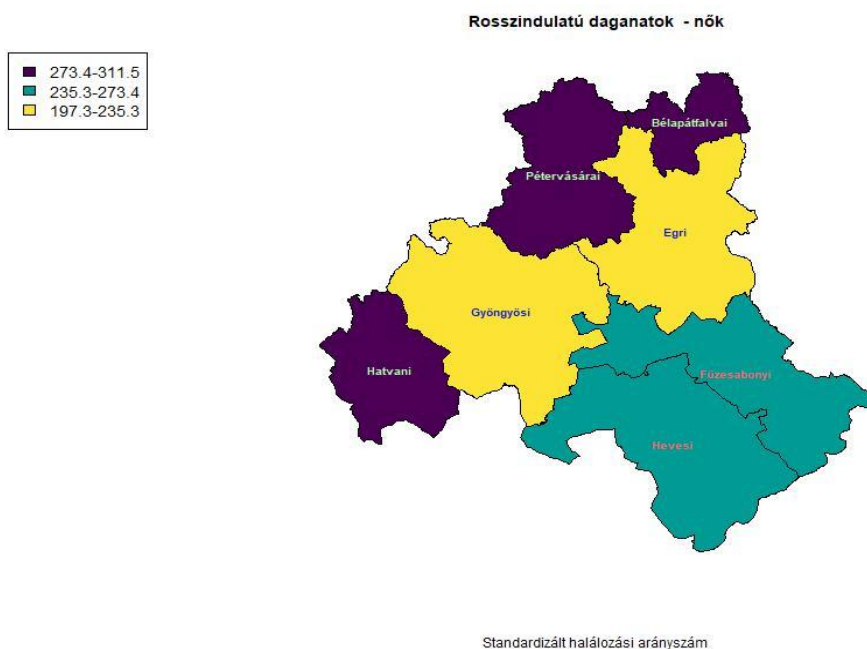 Rosszindulatú daganatok - nők
273.4-311.5
235.3-273.4
197.3-235.3
Bélapátfalvai
Pétervásárai
Egri
Gyöngyösi
Hatvani
Füzesabonyi
Hevesi
Standardizált halálozási arányszám